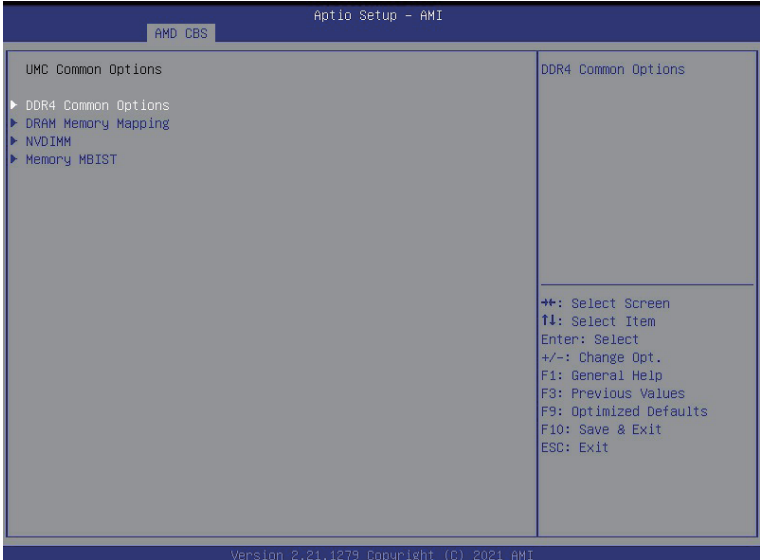 Aptio Setup – AMI
AMD CBS
UMC Common Options
DDR4 Common Options
DRAM Memory Mapping
NVDIMM
Memory MBIST
DDR4 Common Options
→←: Select Screen
↑↓: Select Item
Enter: Select
+/-: Change Opt.
F1: General Help
F3: Previous Values
F9: Optimized Defaults
F10: Save & Exit
ESC: Exit
Version 2.21.1279 Copyright (C) 2021 AMI